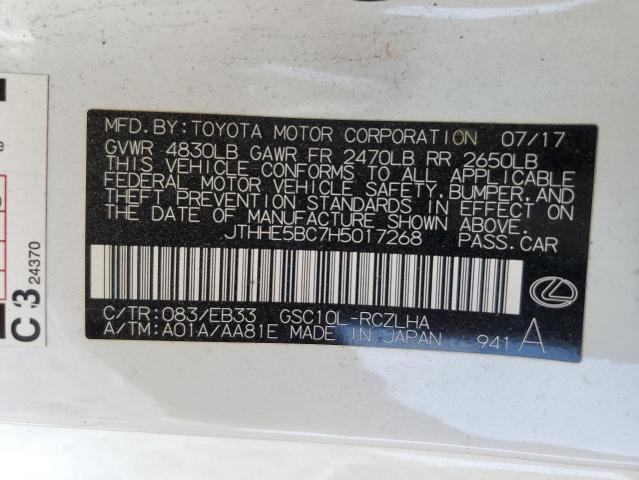 MFD.BY:TOYOTA MOTOR CORPORATION 07/17
GVWR 4830LB GAWR FR 2470LB RR 2650LB
THIS VEHICLE CONFORMS TO ALL APPLICABLE
FEDERAL MOTOR VEHICLE SAFETY,BUMPER,AND
THEFT PREVENTION STANDARDS IN EFFECT ON
THE DATE OF MANUFACTURE SHOWN ABOVE.
JTHHE5BC7H5017268 PASS.CAR
C/TR:083/EB33 GSC10L-RCZLHA
A/TM:A01A/AA81E MADE IN JAPAN 941 A
C3
24370